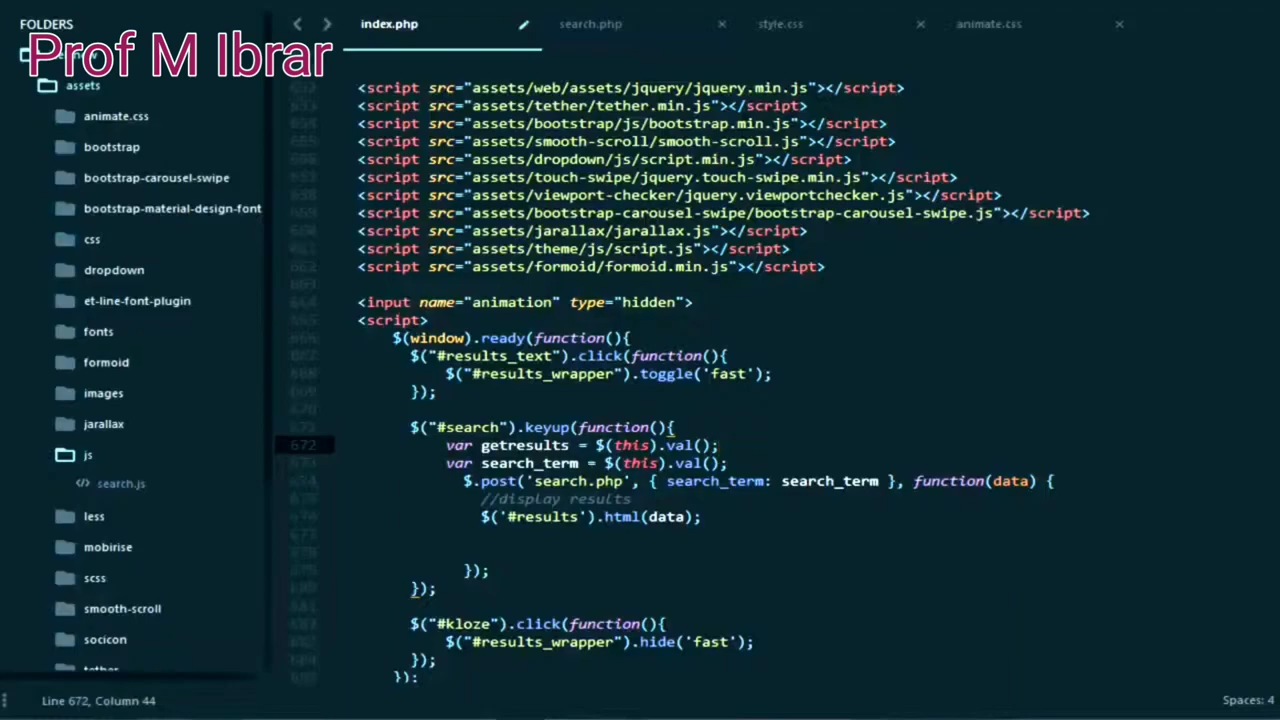 FOLDERS
Prof M Ibrar
assets
animate.css
bootstrap
bootstrap-carousel-swipe
bootstrap-material-design-font
css
dropdown
et-line-font-plugin
fonts
formoid
images
jarallax
js
search.js
less
mobirise
scss
smooth-scroll
socicon
tether
index.php
search.php
style.css
animate.css
<script src="assets/web/assets/jquery/jquery.min.js"></script>
<script src="assets/tether/tether.min.js"></script>
<script src="assets/bootstrap/js/bootstrap.min.js"></script>
<script src="assets/smooth-scroll/smooth-scroll.js"></script>
<script src="assets/dropdown/js/script.min.js"></script>
<script src="assets/touch-swipe/jquery.touch-swipe.min.js"></script>
<script src="assets/viewport-checker/jquery.viewportchecker.js"></script>
<script src="assets/bootstrap-carousel-swipe/bootstrap-carousel-swipe.js"></script>
<script src="assets/jarallax/jarallax.js"></script>
<script src="assets/theme/js/script.js"></script>
<script src="assets/formoid/formoid.min.js"></script>
<input name="animation" type="hidden">
<script>
$(window).ready(function(){
$("#results_text").click(function(){
$("#results_wrapper").toggle('fast');
});
$("#search").keyup(function(){
672 var getresults = $(this).val();
var search_term = $(this).val();
$.post('search.php', { search_term: search_term }, function(data) {
//display results
$('#results').html(data);
});
});
$("#kloze").click(function(){
$("#results_wrapper").hide('fast');
});
});
Line 672, Column 44
Spaces: 4